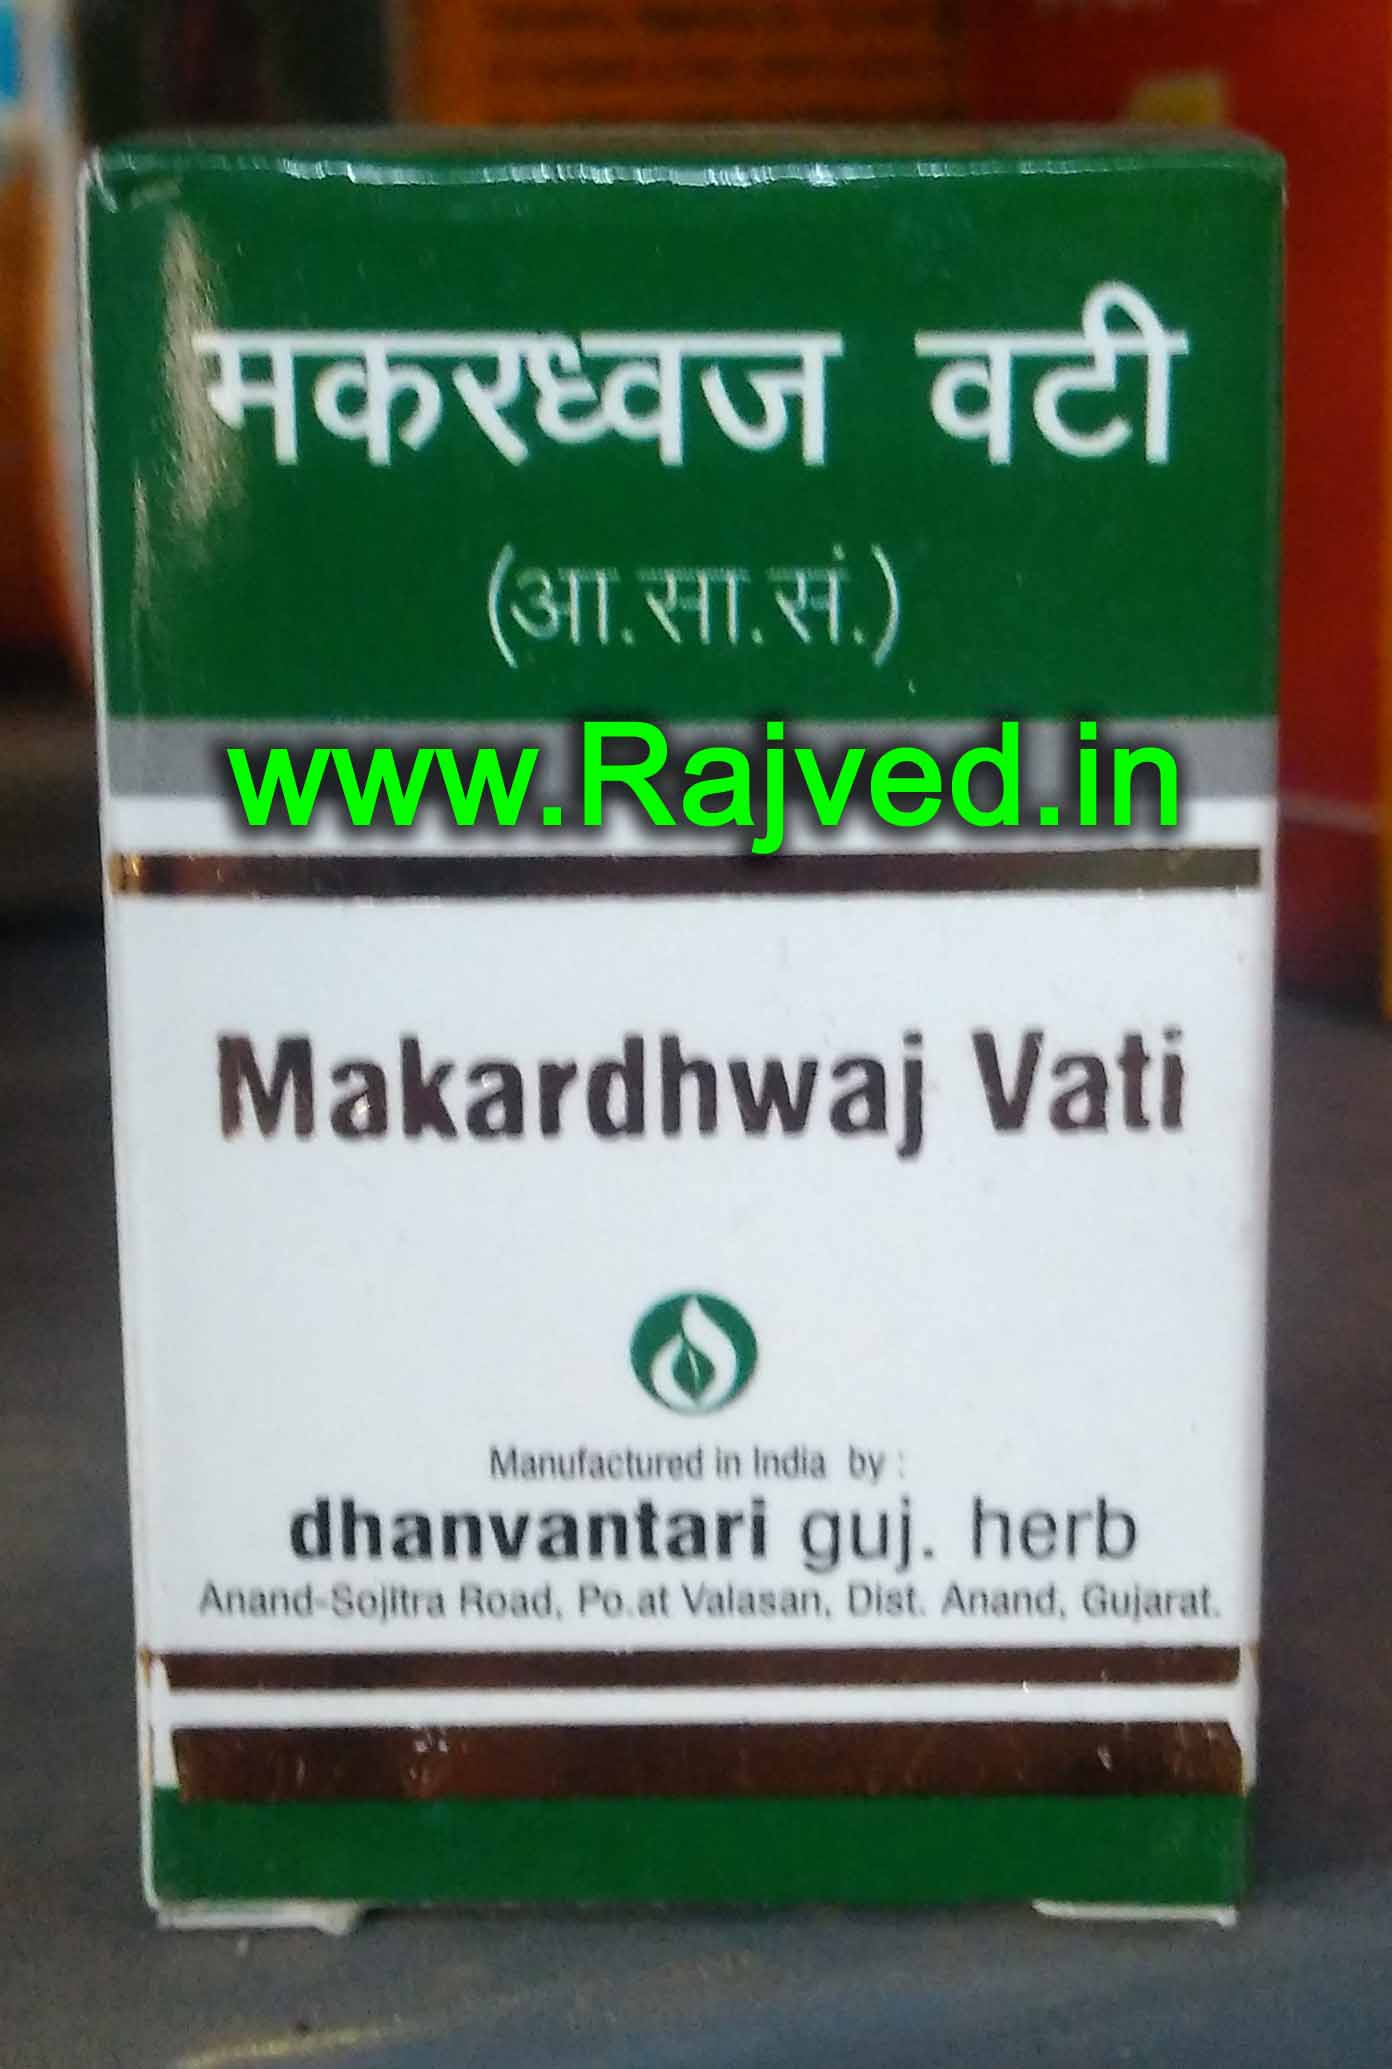 मकरध्वज वटी
(आ.सा.सं.)
www.Rajved.in
Makardhwaj Vati
Manufactured in India by :
dhanvantari guj. herb
Anand-Sojitra Road, Po.at Valasan, Dist. Anand, Gujarat.